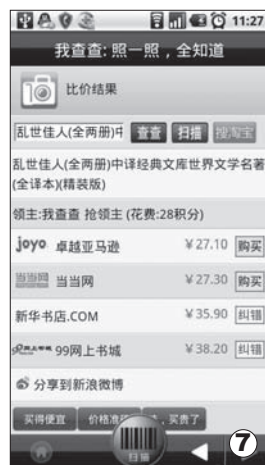 11:27
我查查: 照一照，全知道
比价结果
乱世佳人(全两册)中 查查 扫描 搜淘宝
乱世佳人(全两册)中译经典文库世界文学名著
(全译本)(精装版)
领主:我查查 抢领主 (花费:28积分)
joyo 卓越亚马逊 ￥27.10 购买
当当网 当当网 ￥27.30 购买
新华书店.COM ￥35.90 纠错
99网上书城 ￥38.20 纠错
分享到新浪微博
买得便宜 价格准 ，买贵了
扫描
7